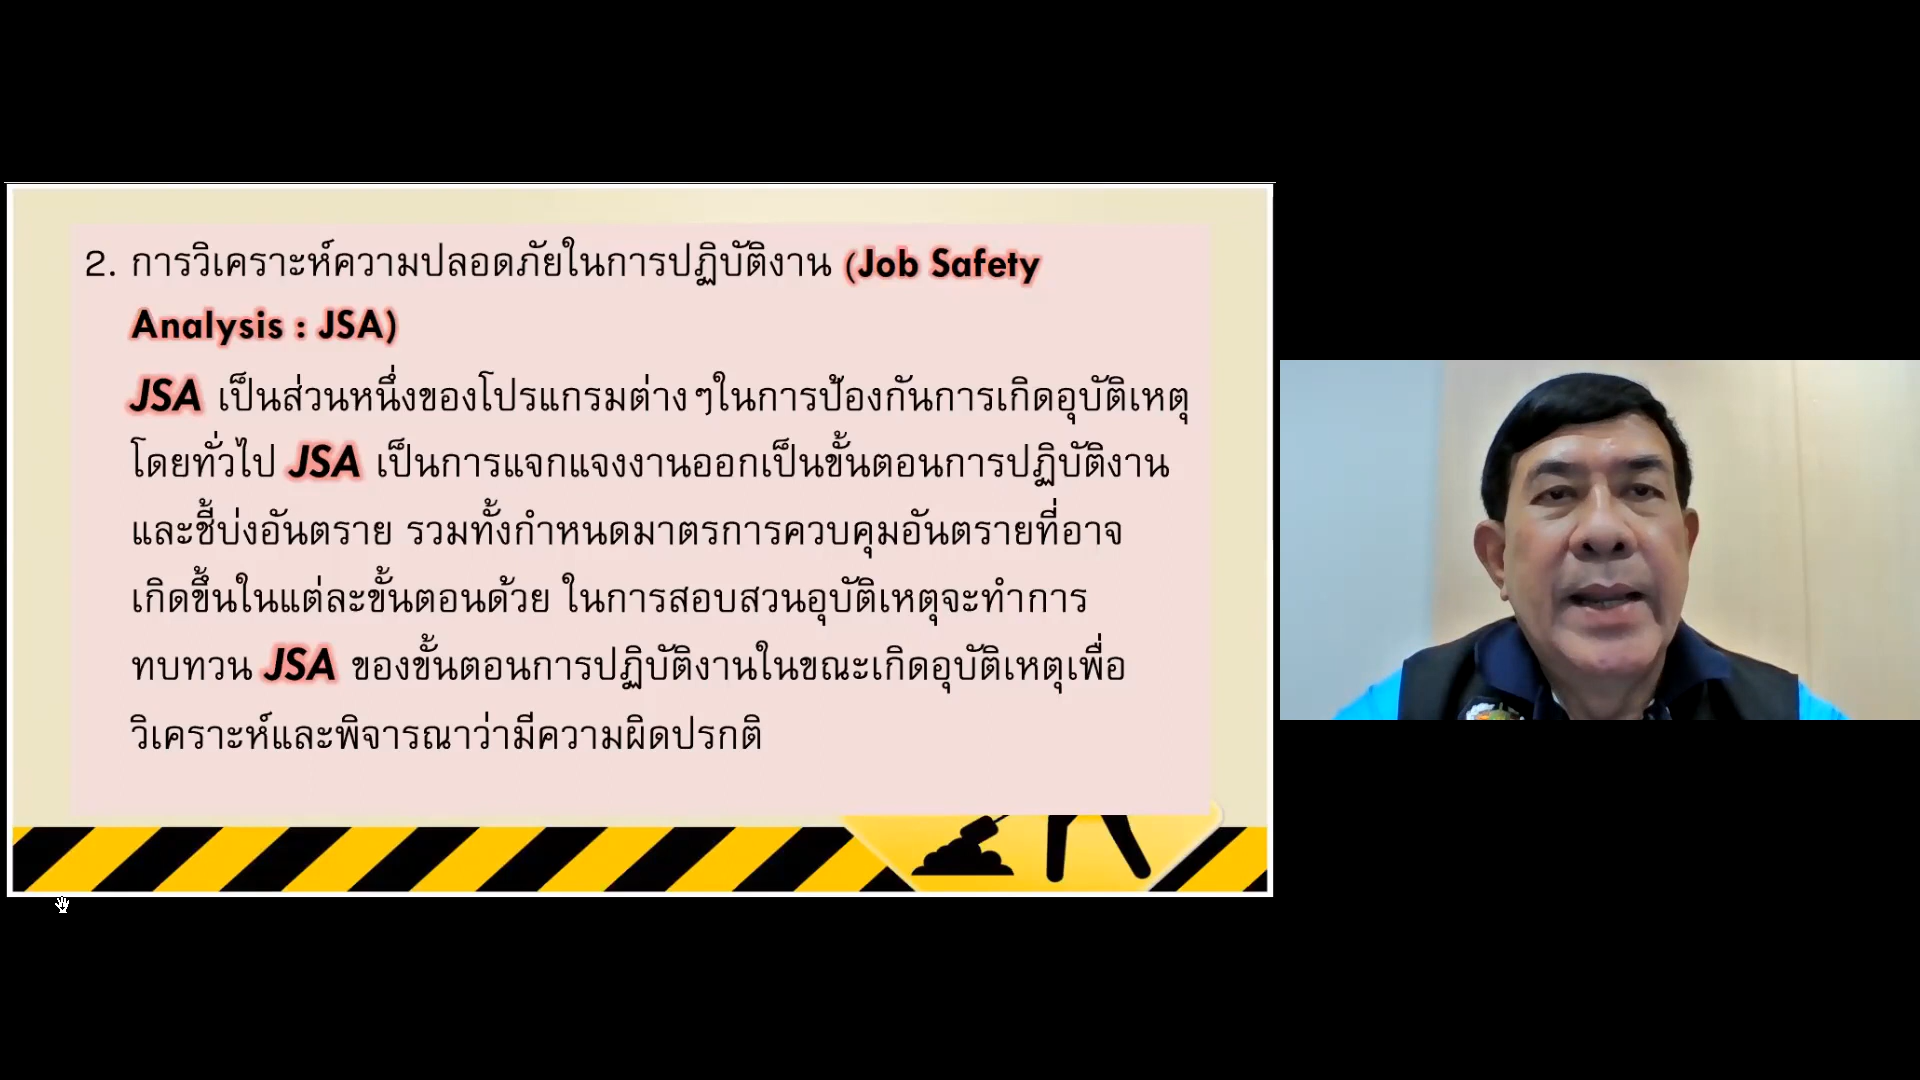 2. การวิเคราะห์ความปลอดภัยในการปฏิบัติงาน (Job Safety
Analysis : JSA)
JSA เป็นส่วนหนึ่งของโปรแกรมต่างๆในการป้องกันการเกิดอุบัติเหตุ
โดยทั่วไป JSA เป็นการแจกแจงงานออกเป็นขั้นตอนการปฏิบัติงาน
และชี้บ่งอันตราย รวมทั้งกำหนดมาตรการควบคุมอันตรายที่อาจ
เกิดขึ้นในแต่ละขั้นตอนด้วย ในการสอบสวนอุบัติเหตุจะทำการ
ทบทวน JSA ของขั้นตอนการปฏิบัติงานในขณะเกิดอุบัติเหตุเพื่อ
วิเคราะห์และพิจารณาว่ามีความผิดปรกติ